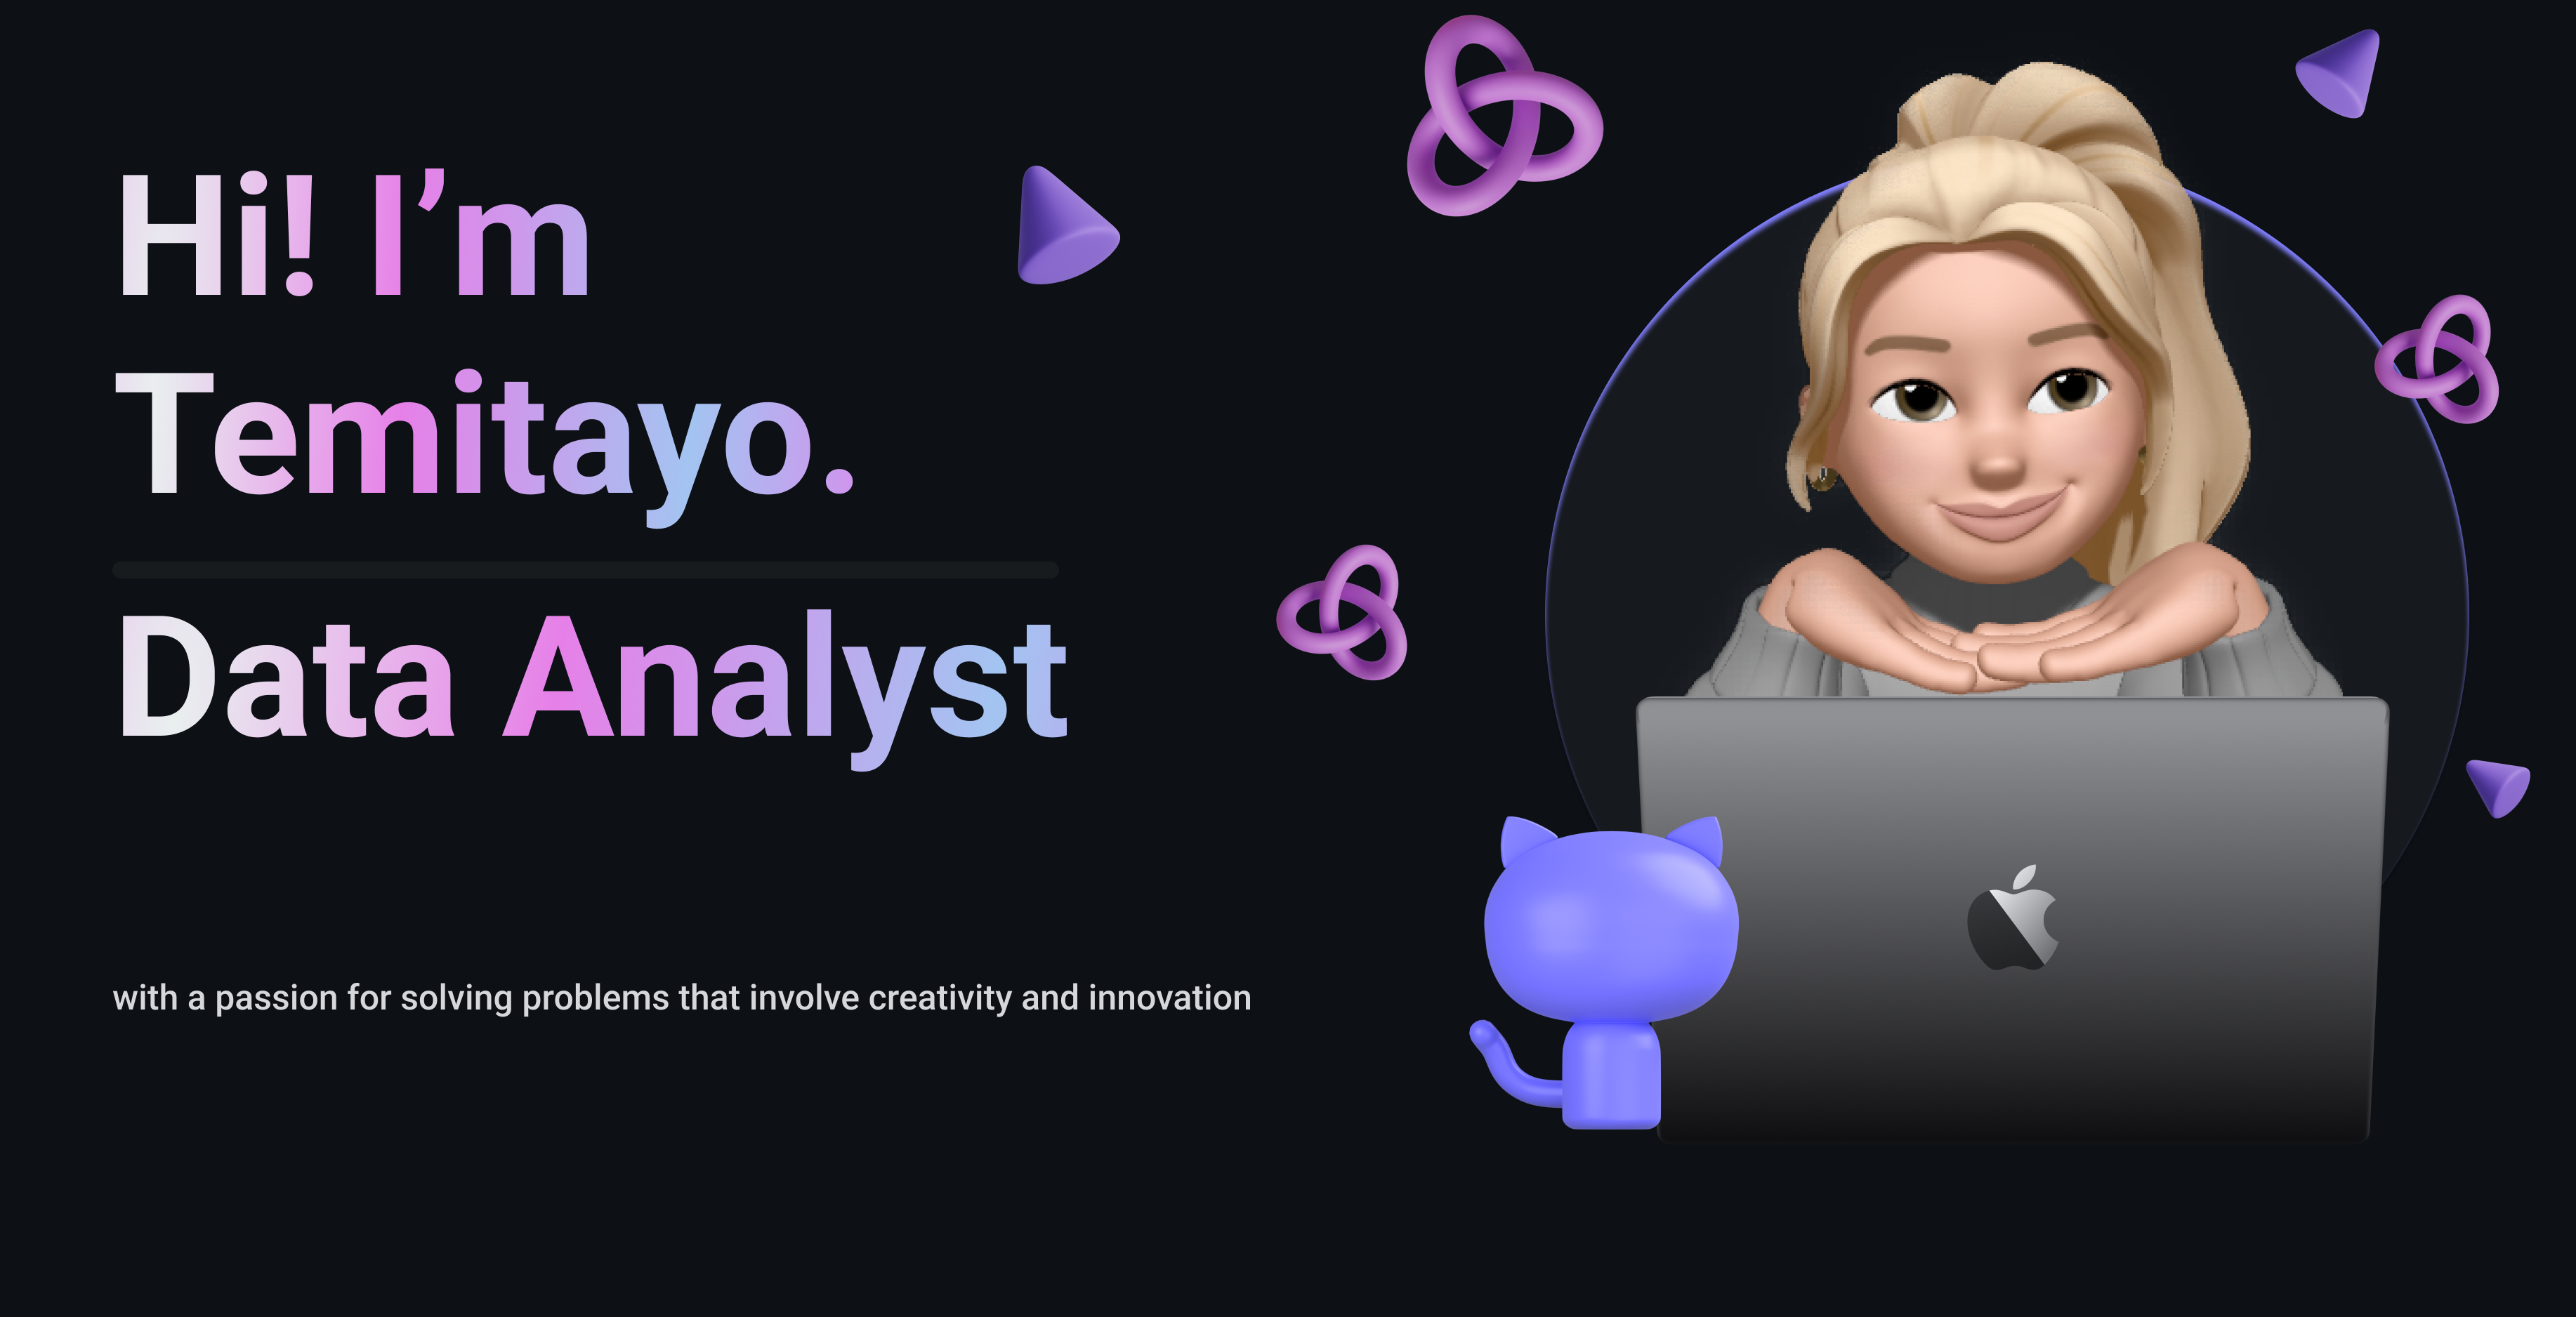 Hi! I’m
Temitayo.
Data Analyst
with a passion for solving problems that involve creativity and innovation